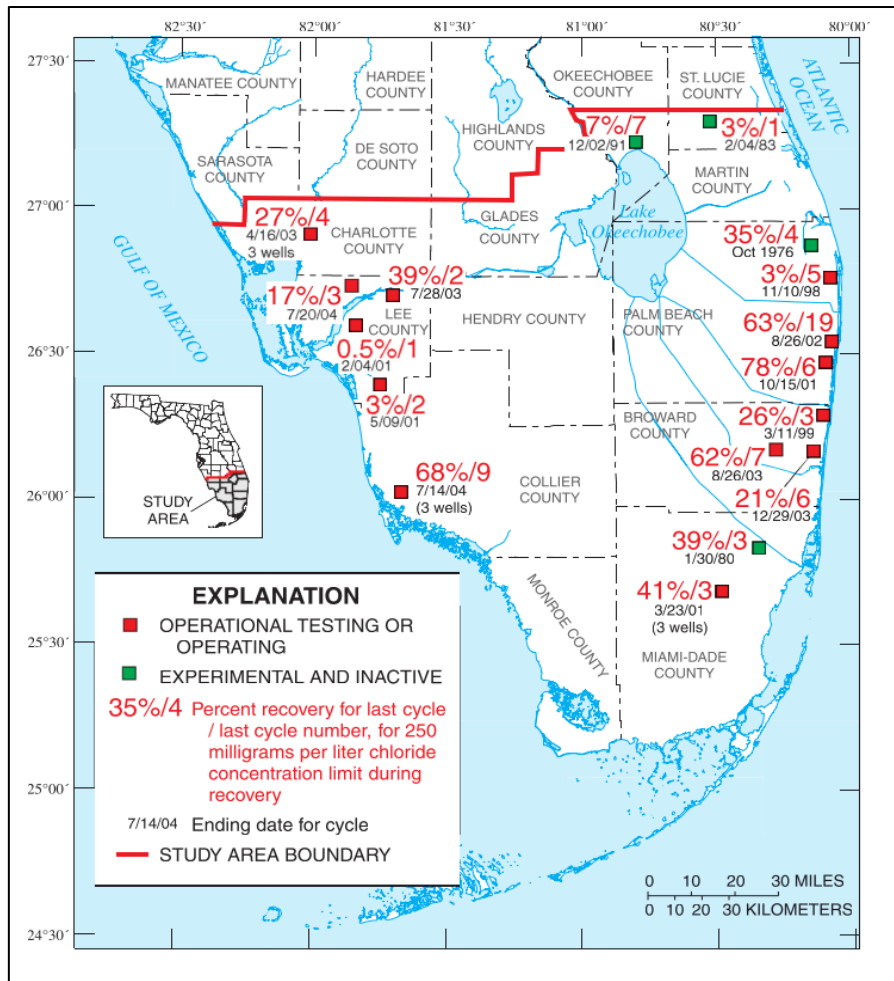 82°30´
82°00´
81°30´
81°00´
80°30´
80°00´
27°30´
27°00´
26°30´
26°00´
25°30´
25°00´
24°30´
MANATEE COUNTY
HARDEE
COUNTY
OKEECHOBEE
COUNTY
ST. LUCIE
COUNTY
ATLANTIC
OCEAN
HIGHLANDS
COUNTY
7%/7
12/02/91
3%/1
2/04/83
SARASOTA
COUNTY
DE SOTO
COUNTY
MARTIN
COUNTY
27%/4
4/16/03
3 wells
CHARLOTTE
COUNTY
GLADES
COUNTY
Lake
Okeechobee
35%/4
Oct 1976
GULF OF MEXICO
17%/3
7/20/04
39%/2
7/28/03
LEE
COUNTY
HENDRY COUNTY
PALM BEACH
COUNTY
3%/5
11/10/98
63%/19
8/26/02
0.5%/1
2/04/01
78%/6
10/15/01
3%/2
5/09/01
BROWARD
COUNTY
26%/3
3/11/99
62%/7
8/26/03
21%/6
12/29/03
68%/9
7/14/04
(3 wells)
COLLIER
COUNTY
STUDY
AREA
39%/3
1/30/80
41%/3
3/23/01
(3 wells)
MONROE COUNTY
MIAMI-DADE
COUNTY
EXPLANATION
OPERATIONAL TESTING OR
OPERATING
EXPERIMENTAL AND INACTIVE
35%/4 Percent recovery for last cycle
/ last cycle number, for 250
milligrams per liter chloride
concentration limit during
recovery
7/14/04 Ending date for cycle
STUDY AREA BOUNDARY
0 10 20 30 MILES
0 10 20 30 KILOMETERS